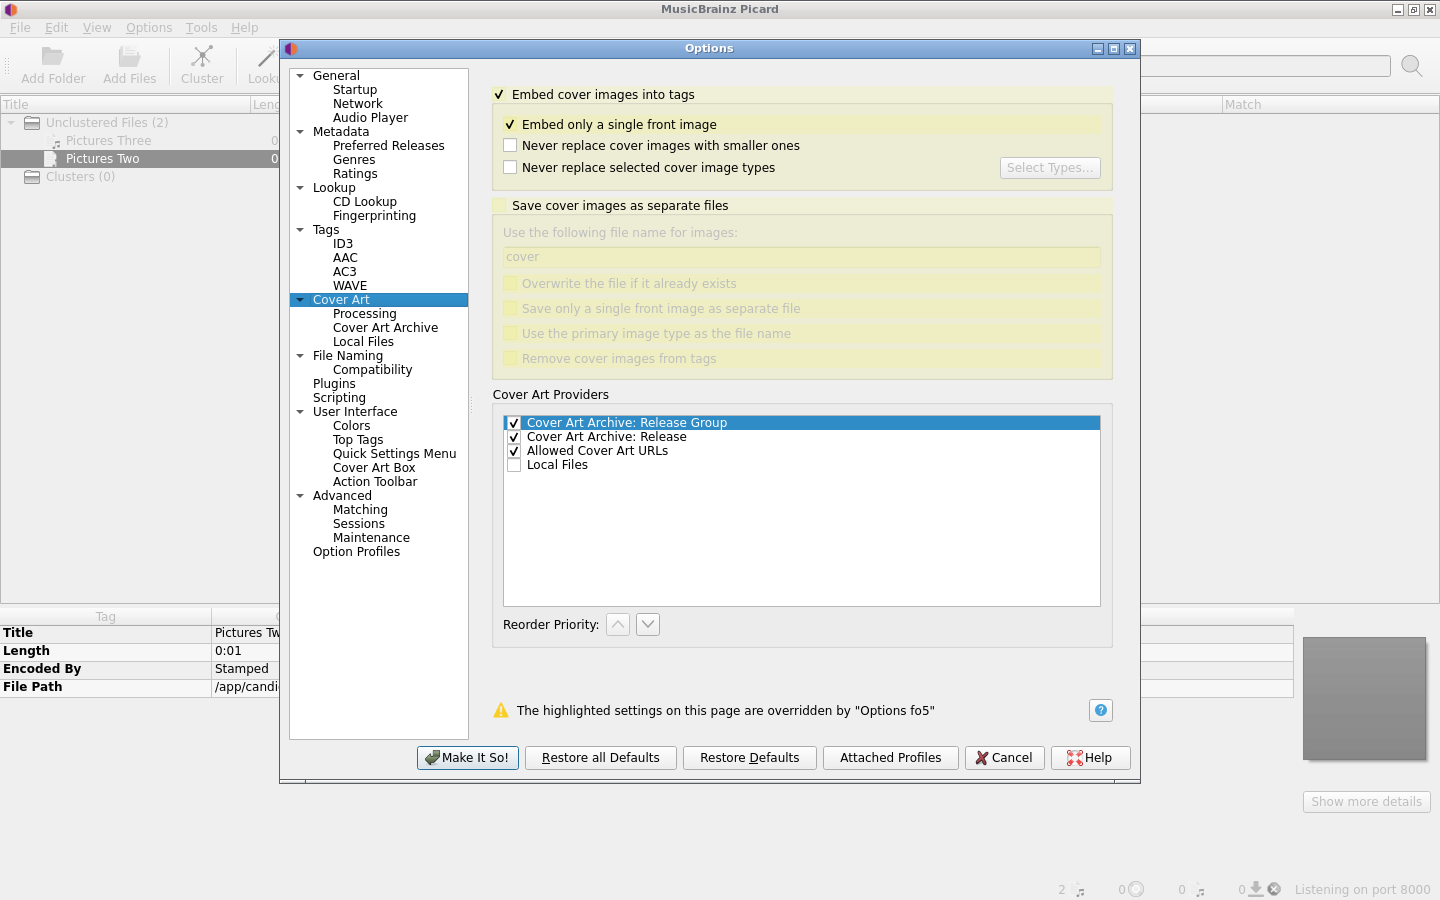 MusicBrainz Picard
File Edit View Options Tools Help
Add Folder Add Files Cluster
Options
Title
Match
Unclustered Files (2)
Pictures Three 0
Pictures Two 0
Clusters (0)
General
Startup
Network
Audio Player
Metadata
Preferred Releases
Genres
Ratings
Lookup
CD Lookup
Fingerprinting
Tags
ID3
AAC
AC3
WAVE
Cover Art
Processing
Cover Art Archive
Local Files
File Naming
Compatibility
Plugins
Scripting
User Interface
Colors
Top Tags
Quick Settings Menu
Cover Art Box
Action Toolbar
Advanced
Matching
Sessions
Maintenance
Option Profiles
Embed cover images into tags
Embed only a single front image
Never replace cover images with smaller ones
Never replace selected cover image types
Select Types...
Save cover images as separate files
Use the following file name for images:
cover
Overwrite the file if it already exists
Save only a single front image as separate file
Use the primary image type as the file name
Remove cover images from tags
Cover Art Providers
Cover Art Archive: Release Group
Cover Art Archive: Release
Allowed Cover Art URLs
Local Files
Reorder Priority:
The highlighted settings on this page are overridden by "Options fo5"
Make It So! Restore all Defaults Restore Defaults Attached Profiles Cancel Help
Tag
Title Pictures Tw
Length 0:01
Encoded By Stamped
File Path /app/candi
Show more details
2 0 0 0 Listening on port 8000